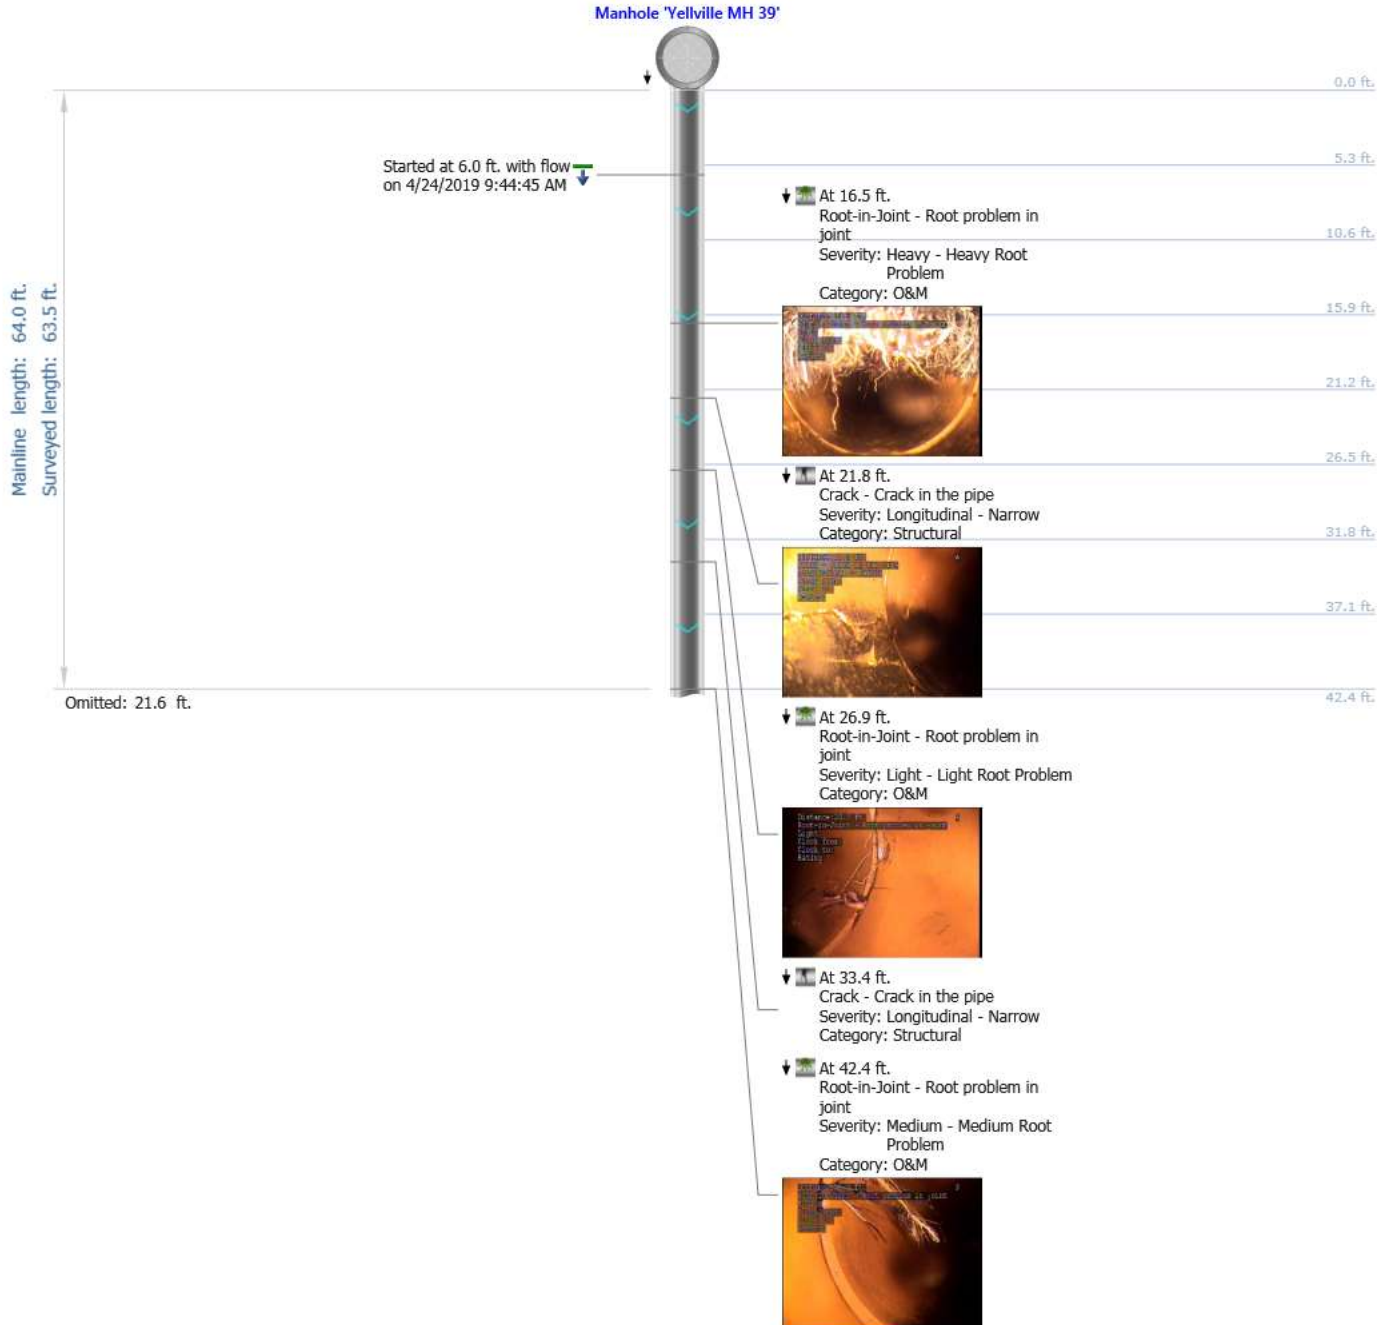 Manhole 'Yellville MH 39'
0.0 ft.
Started at 6.0 ft. with flow
on 4/24/2019 9:44:45 AM
5.3 ft.
10.6 ft.
15.9 ft.
21.2 ft.
26.5 ft.
31.8 ft.
37.1 ft.
42.4 ft.
Mainline length: 64.0 ft.
Surveyed length: 63.5 ft.
Omitted: 21.6 ft.
At 16.5 ft.
Root-in-Joint - Root problem in
joint
Severity: Heavy - Heavy Root
Problem
Category: O&M
At 21.8 ft.
Crack - Crack in the pipe
Severity: Longitudinal - Narrow
Category: Structural
At 26.9 ft.
Root-in-Joint - Root problem in
joint
Severity: Light - Light Root Problem
Category: O&M
At 33.4 ft.
Crack - Crack in the pipe
Severity: Longitudinal - Narrow
Category: Structural
At 42.4 ft.
Root-in-Joint - Root problem in
joint
Severity: Medium - Medium Root
Problem
Category: O&M